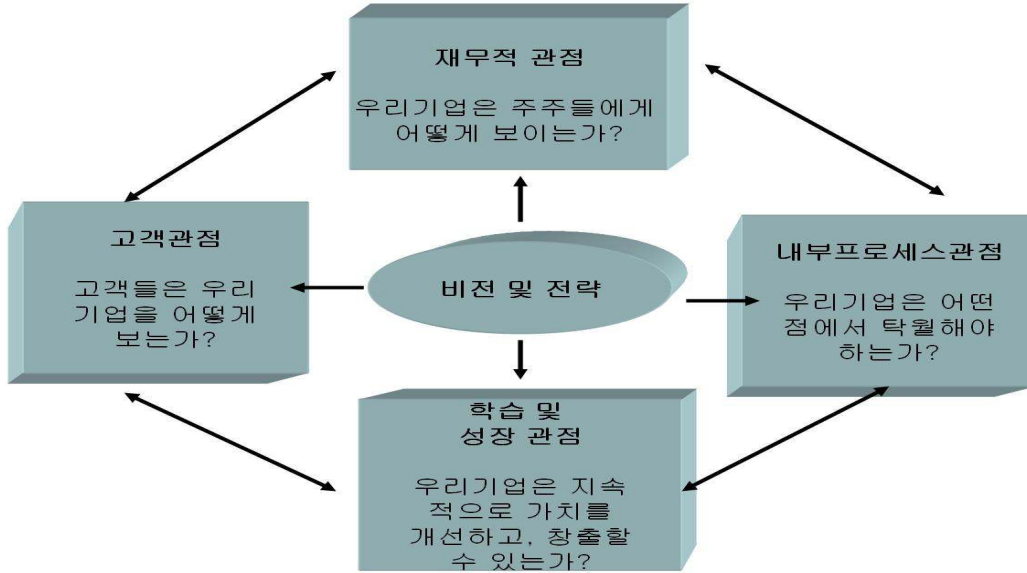 재무적 관점
우리기업은 주주들에게
어떻게 보이는가?
고객관점
고객들은 우리
기업을 어떻게
보는가?
비전 및 전략
내부프로세스관점
우리기업은 어떤
점에서 탁월해야
하는가?
학습 및
성장 관점
우리기업은 지속
적으로 가치를
개선하고, 창출할
수 있는가?